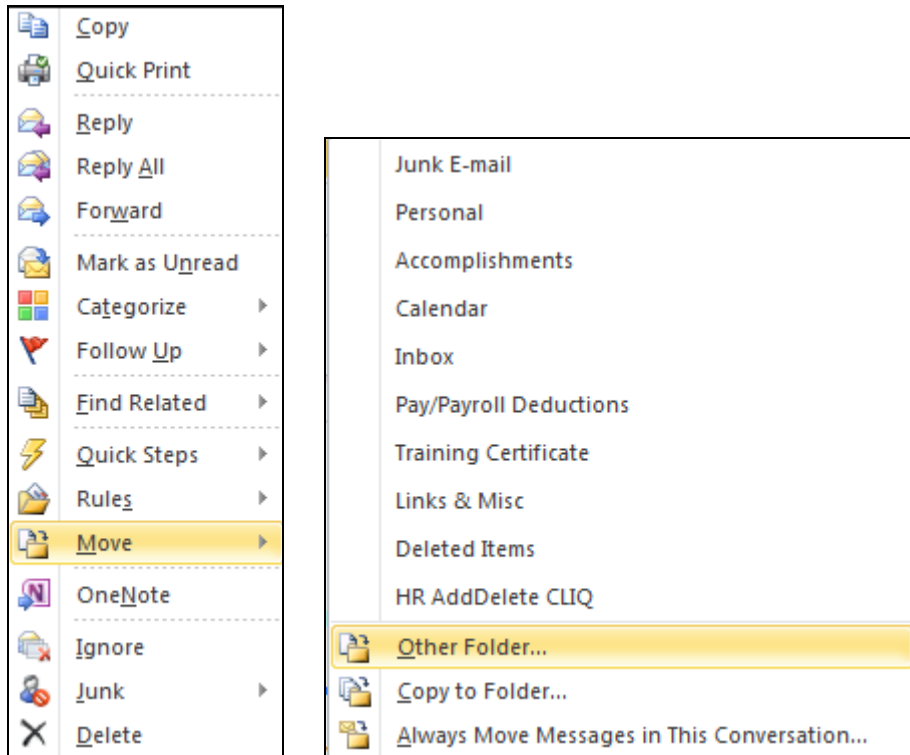 Copy
Quick Print
Reply
Reply All
Forward
Mark as Unread
Categorize
Follow Up
Find Related
Quick Steps
Rules
Move
OneNote
Ignore
Junk
Delete
Junk E-mail
Personal
Accomplishments
Calendar
Inbox
Pay/Payroll Deductions
Training Certificate
Links & Misc
Deleted Items
HR AddDelete CLIQ
Other Folder...
Copy to Folder...
Always Move Messages in This Conversation...